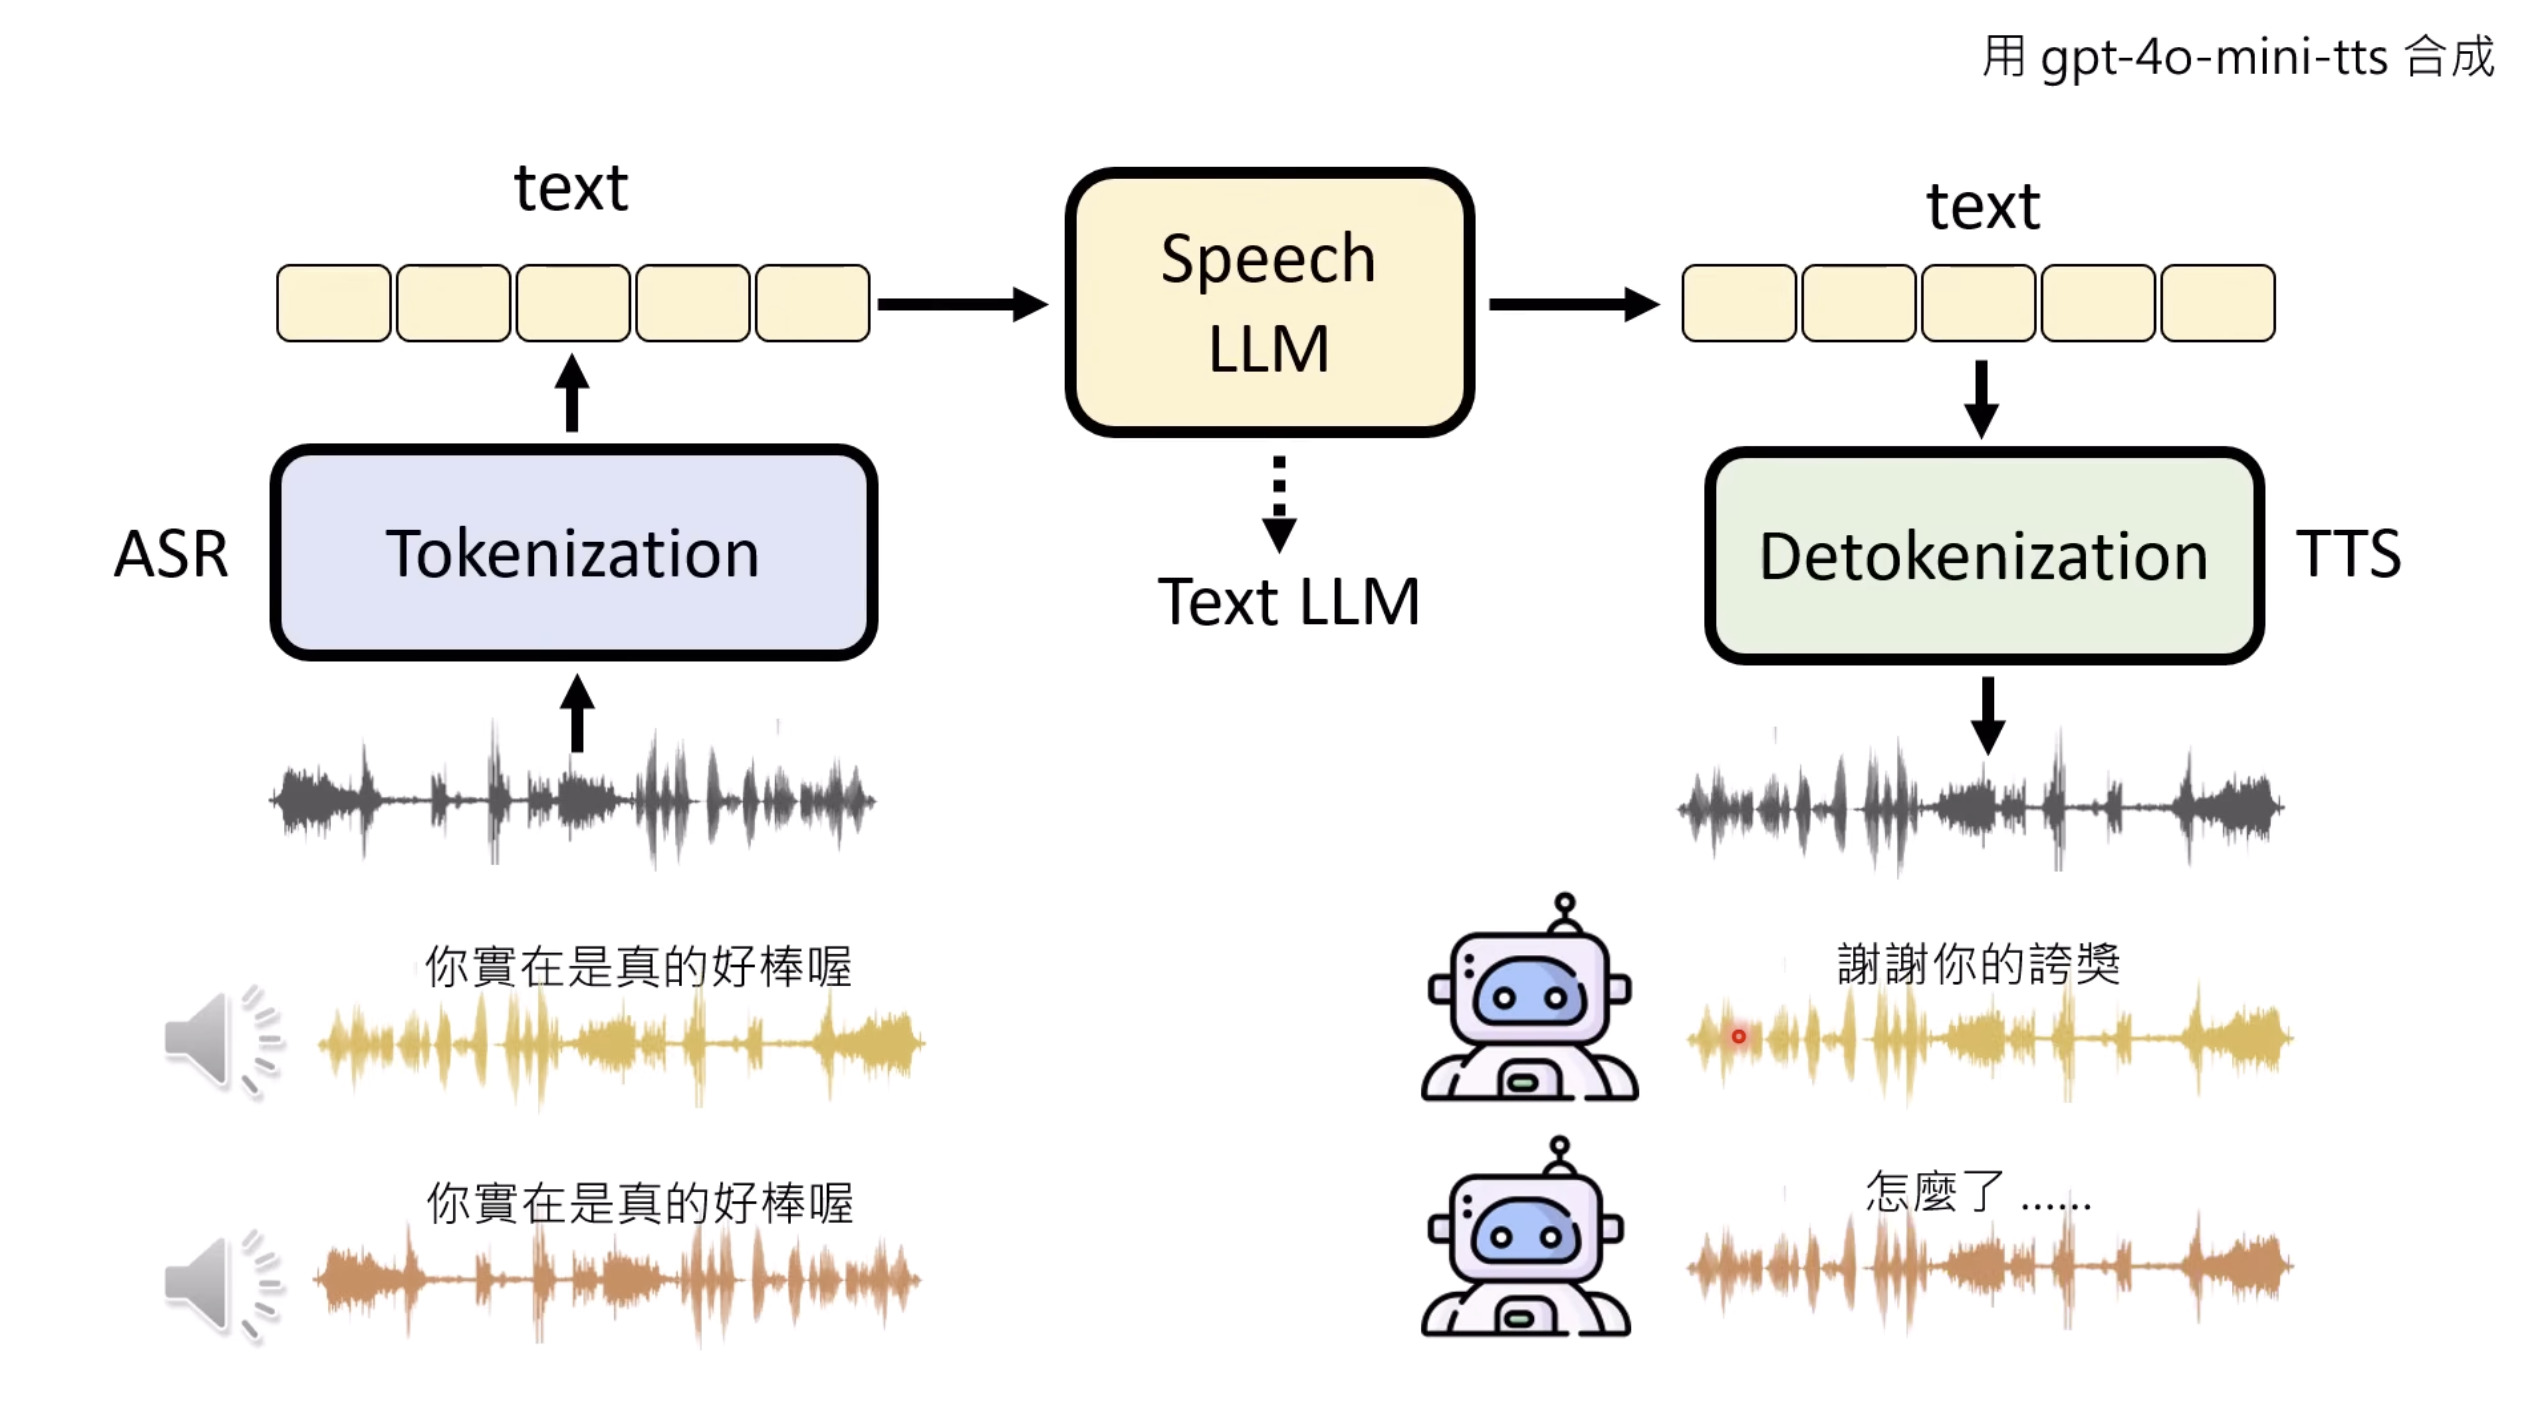 用 gpt-4o-mini-tts 合成
text
Speech
LLM
text
ASR
Tokenization
Text LLM
Detokenization
TTS
你實在是真的好棒喔
謝謝你的誇獎
你實在是真的好棒喔
怎麼了 ......